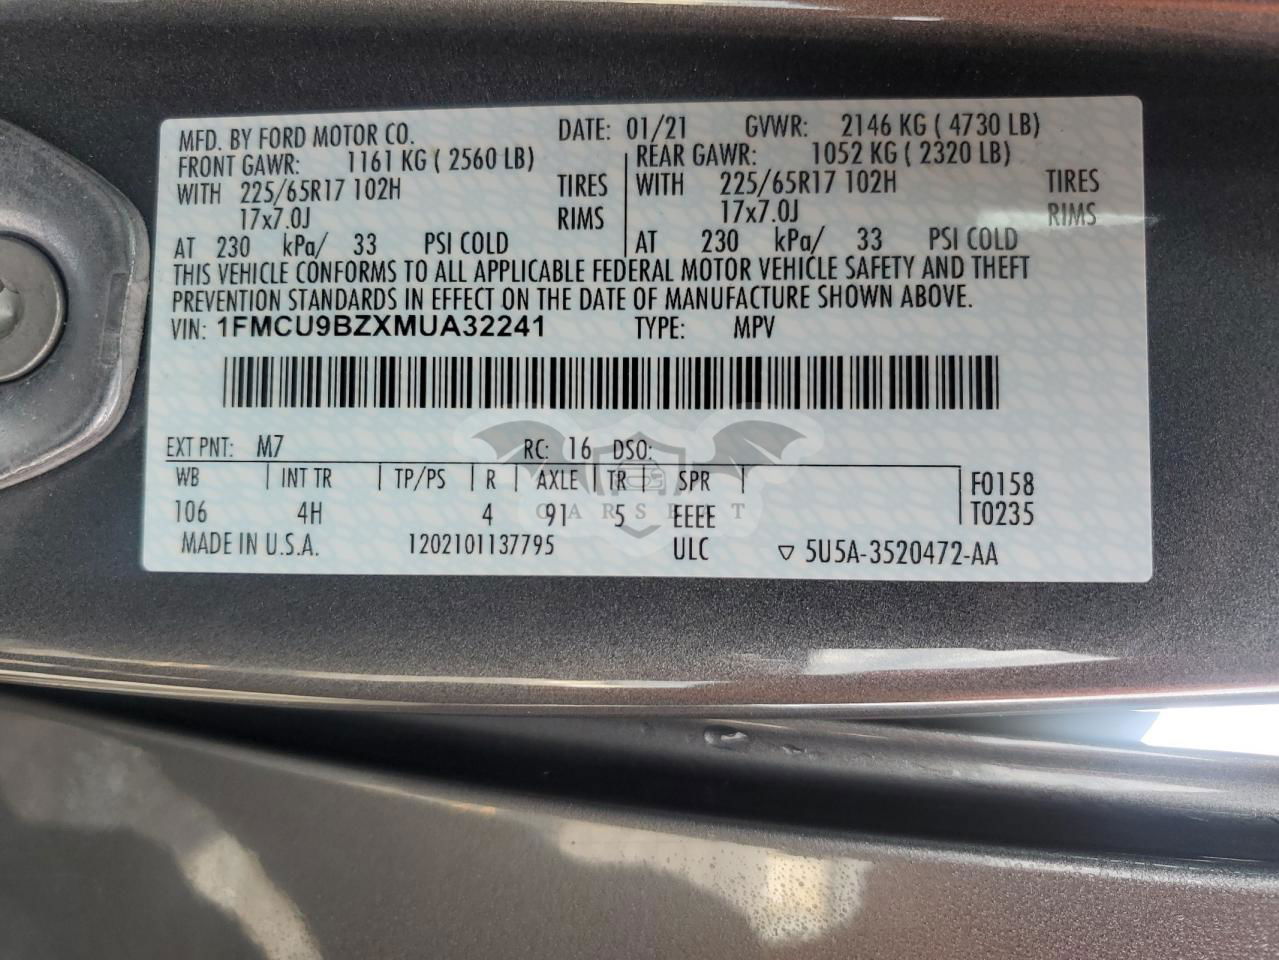 MFD. BY FORD MOTOR CO. DATE: 01/21 GVWR: 2146 KG ( 4730 LB)
FRONT GAWR: 1161 KG ( 2560 LB) REAR GAWR: 1052 KG ( 2320 LB)
WITH 225/65R17 102H TIRES WITH 225/65R17 102H TIRES
17x7.0J RIMS 17x7.0J RIMS
AT 230 kPa/ 33 PSI COLD AT 230 kPa/ 33 PSI COLD
THIS VEHICLE CONFORMS TO ALL APPLICABLE FEDERAL MOTOR VEHICLE SAFETY AND THEFT
PREVENTION STANDARDS IN EFFECT ON THE DATE OF MANUFACTURE SHOWN ABOVE.
VIN: 1FMCU9BZXMUA32241 TYPE: MPV
EXT PNT: M7 RC: 16 DSO:
WB INT TR TP/PS R AXLE TR SPR F0158
106 4H 4 91 5 EEEE T0235
MADE IN U.S.A. 1202101137795 ULC ▽ 5U5A-3520472-AA